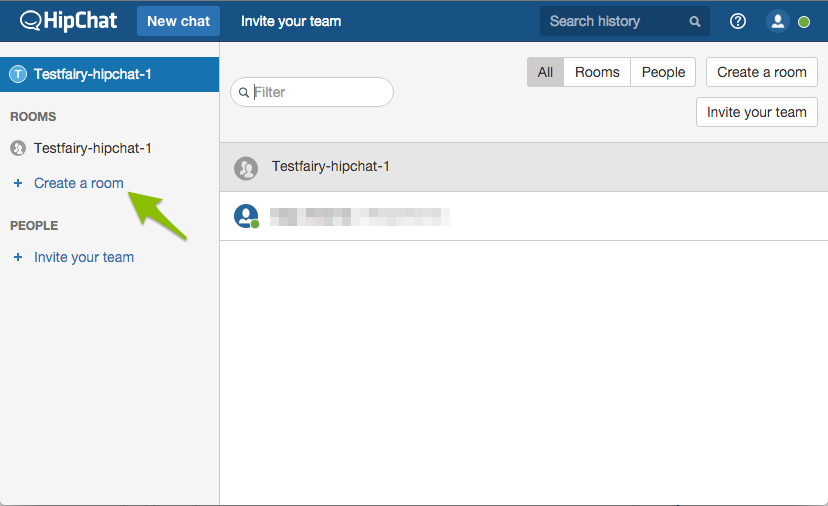 HipChat New chat Invite your team Search history
T Testfairy-hipchat-1
ROOMS
Testfairy-hipchat-1
+ Create a room
PEOPLE
+ Invite your team
Filter
All Rooms People Create a room
Invite your team
Testfairy-hipchat-1